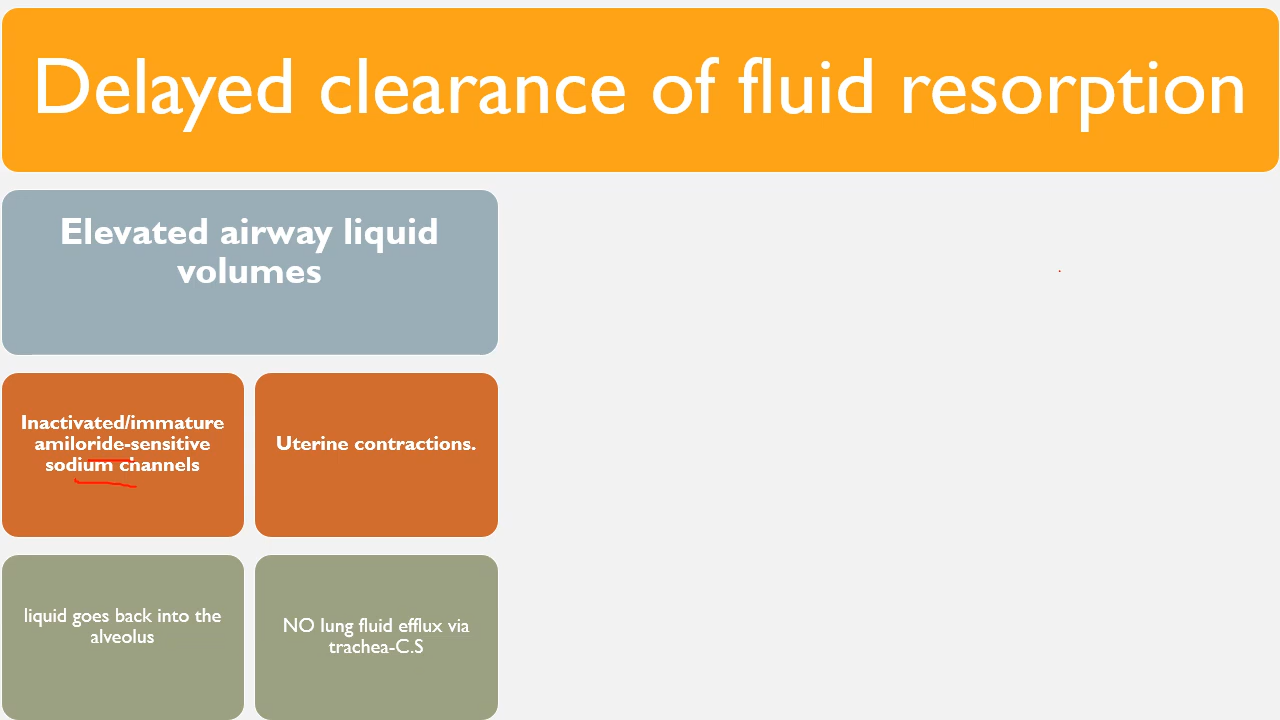 Delayed clearance of fluid resorption
Elevated airway liquid
volumes
Inactivated/immature
amiloride-sensitive
sodium channels
Uterine contractions.
liquid goes back into the
alveolus
NO lung fluid efflux via
trachea-C.S